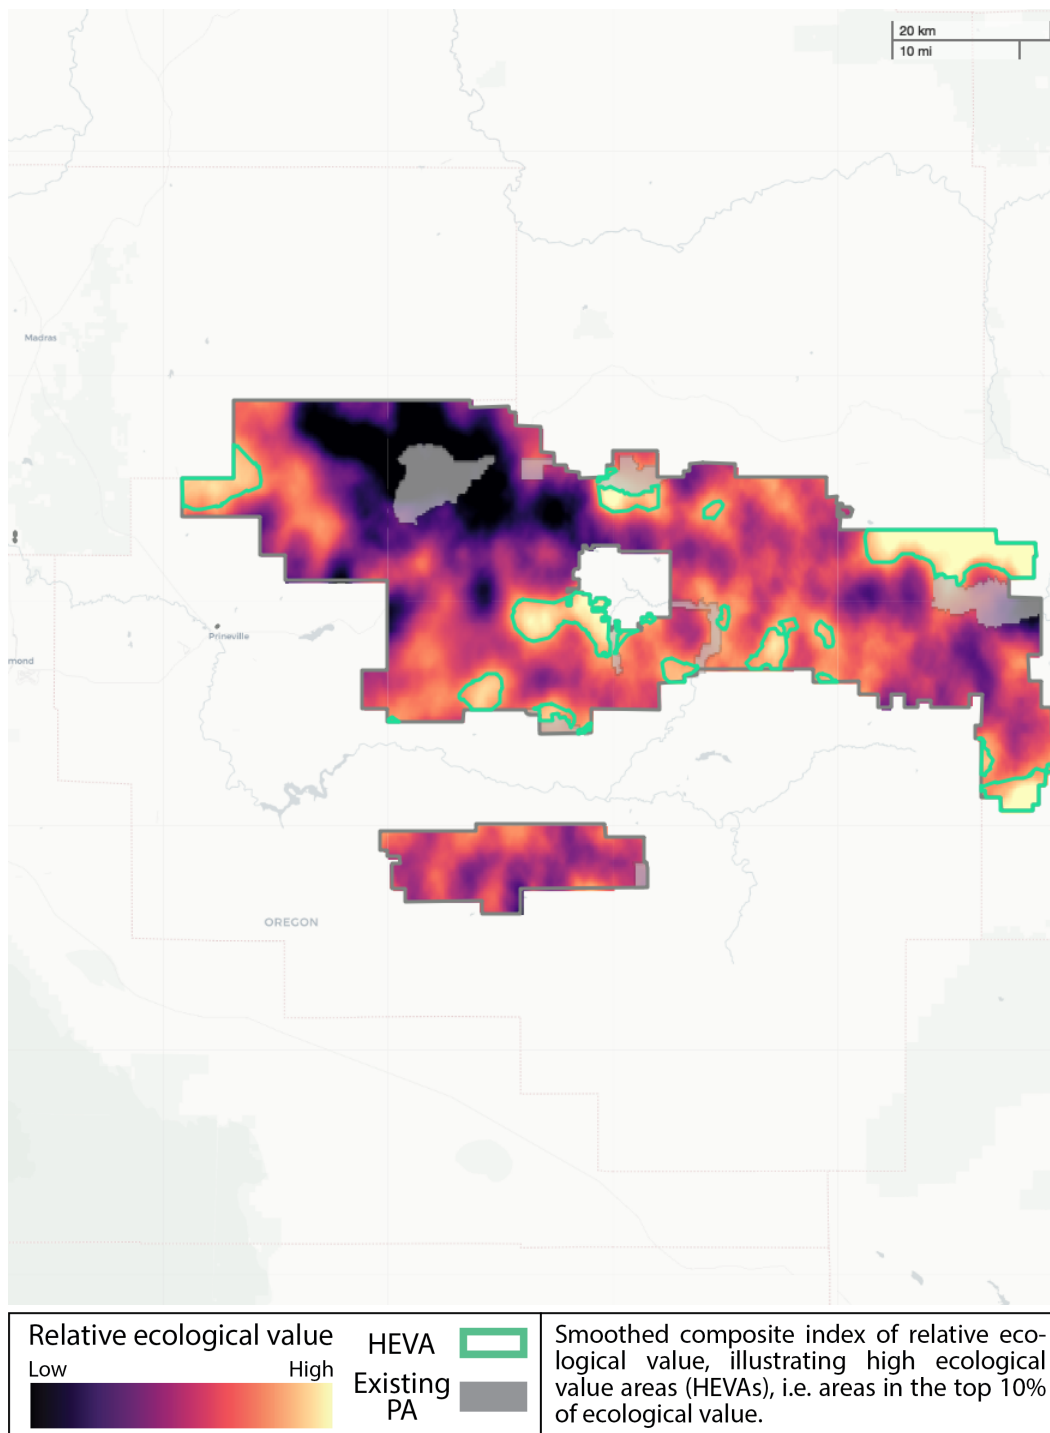 20 km
10 mi
Madras
Prineville
mond
OREGON
Relative ecological value
Low
High
HEVA
Existing
PA
Smoothed composite index of relative eco-
logical value, illustrating high ecological
value areas (HEVAs), i.e. areas in the top 10%
of ecological value.